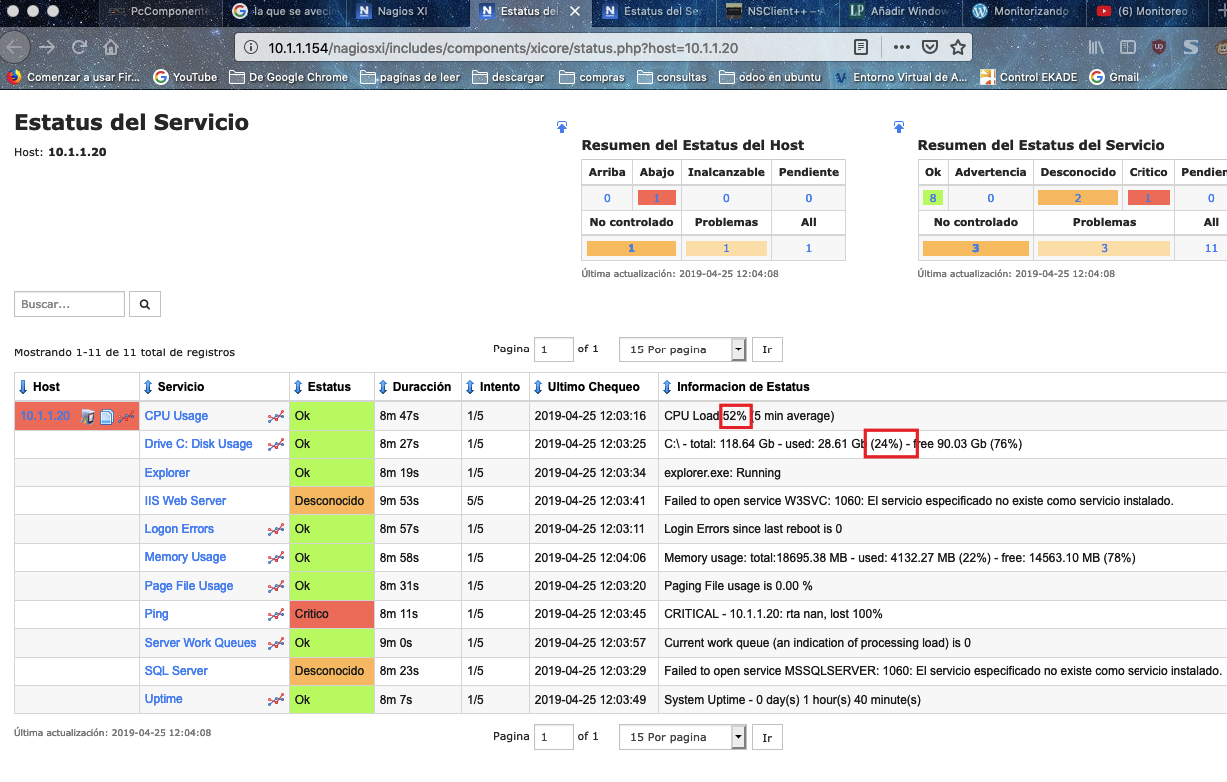 PcComponente
la que se aveci
Nagios XI
Estatus del
Estatus del Se
NSClient++ –
Añadir Window
Monitorizando
(6) Monitoreo
10.1.1.154/nagiosxi/includes/components/xicore/status.php?host=10.1.1.20
Comenzar a usar Fir...
YouTube
De Google Chrome
paginas de leer
descargar
compras
consultas
odoo en ubuntu
Entorno Virtual de A...
Control EKADE
Gmail
Estatus del Servicio
Host: 10.1.1.20
Resumen del Estatus del Host
Arriba Abajo Inalcanzable Pendiente
0 1 0 0
No controlado Problemas All
1 1 1
Última actualización: 2019-04-25 12:04:08
Resumen del Estatus del Servicio
Ok Advertencia Desconocido Critico Pendien
8 0 2 1 0
No controlado Problemas All
3 3 11
Última actualización: 2019-04-25 12:04:08
Buscar...
Mostrando 1-11 de 11 total de registros
Pagina 1 of 1 15 Por pagina Ir
Host Servicio Estatus Duracción Intento Ultimo Chequeo Informacion de Estatus
10.1.1.20 CPU Usage Ok 8m 47s 1/5 2019-04-25 12:03:16 CPU Load 52% (5 min average)
Drive C: Disk Usage Ok 8m 27s 1/5 2019-04-25 12:03:25 C:\ - total: 118.64 Gb - used: 28.61 Gb (24%) - free 90.03 Gb (76%)
Explorer Ok 8m 19s 1/5 2019-04-25 12:03:34 explorer.exe: Running
IIS Web Server Desconocido 9m 53s 5/5 2019-04-25 12:03:41 Failed to open service W3SVC: 1060: El servicio especificado no existe como servicio instalado.
Logon Errors Ok 8m 57s 1/5 2019-04-25 12:03:11 Login Errors since last reboot is 0
Memory Usage Ok 8m 58s 1/5 2019-04-25 12:04:06 Memory usage: total:18695.38 MB - used: 4132.27 MB (22%) - free: 14563.10 MB (78%)
Page File Usage Ok 8m 31s 1/5 2019-04-25 12:03:20 Paging File usage is 0.00 %
Ping Critico 8m 11s 1/5 2019-04-25 12:03:45 CRITICAL - 10.1.1.20: rta nan, lost 100%
Server Work Queues Ok 9m 0s 1/5 2019-04-25 12:03:57 Current work queue (an indication of processing load) is 0
SQL Server Desconocido 8m 23s 1/5 2019-04-25 12:03:29 Failed to open service MSSQLSERVER: 1060: El servicio especificado no existe como servicio instalado.
Uptime Ok 8m 7s 1/5 2019-04-25 12:03:49 System Uptime - 0 day(s) 1 hour(s) 40 minute(s)
Última actualización: 2019-04-25 12:04:08
Pagina 1 of 1 15 Por pagina Ir